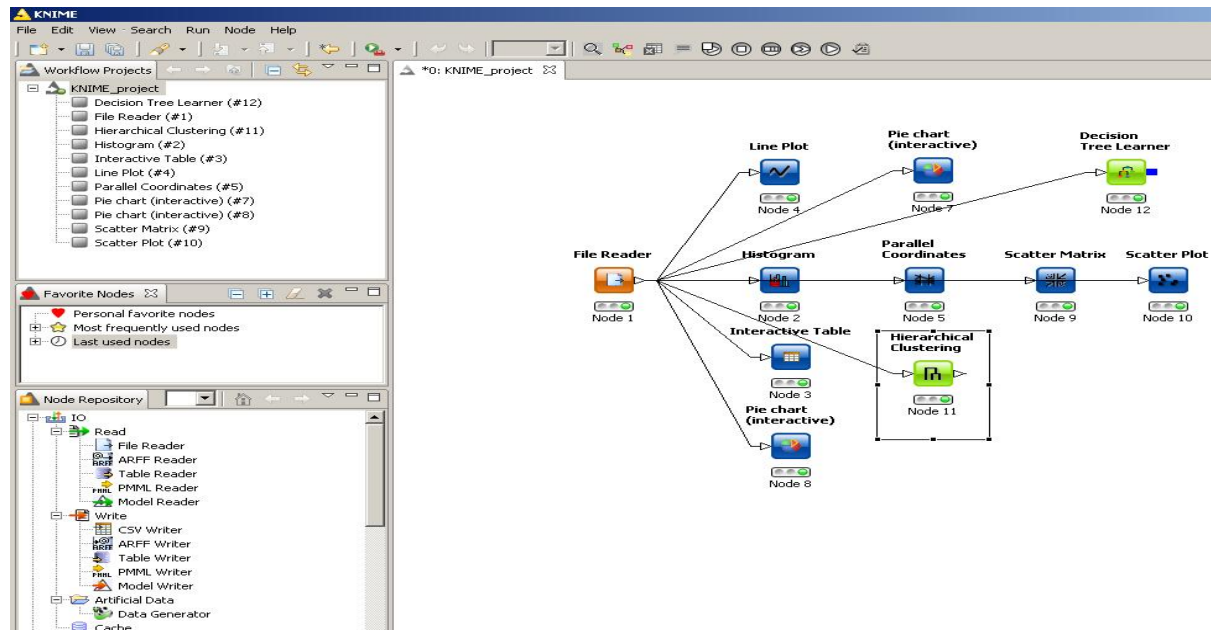 KNIME
File Edit View Search Run Node Help
Workflow Projects
KNIME_project
Decision Tree Learner (#12)
File Reader (#1)
Hierarchical Clustering (#11)
Histogram (#2)
Interactive Table (#3)
Line Plot (#4)
Parallel Coordinates (#5)
Pie chart (interactive) (#7)
Pie chart (interactive) (#8)
Scatter Matrix (#9)
Scatter Plot (#10)
Favorite Nodes
Personal favorite nodes
Most frequently used nodes
Last used nodes
Node Repository
IO
Read
File Reader
ARFF Reader
Table Reader
PMML Reader
Model Reader
Write
CSV Writer
ARFF Writer
Table Writer
PMML Writer
Model Writer
Artificial Data
Data Generator
Cache
*0: KNIME_project
Line Plot
Node 4
Pie chart
(interactive)
Node 7
Decision
Tree Learner
Node 12
File Reader
Node 1
Histogram
Node 2
Parallel
Coordinates
Node 5
Scatter Matrix
Node 9
Scatter Plot
Node 10
Interactive Table
Node 3
Hierarchical
Clustering
Node 11
Pie chart
(interactive)
Node 8